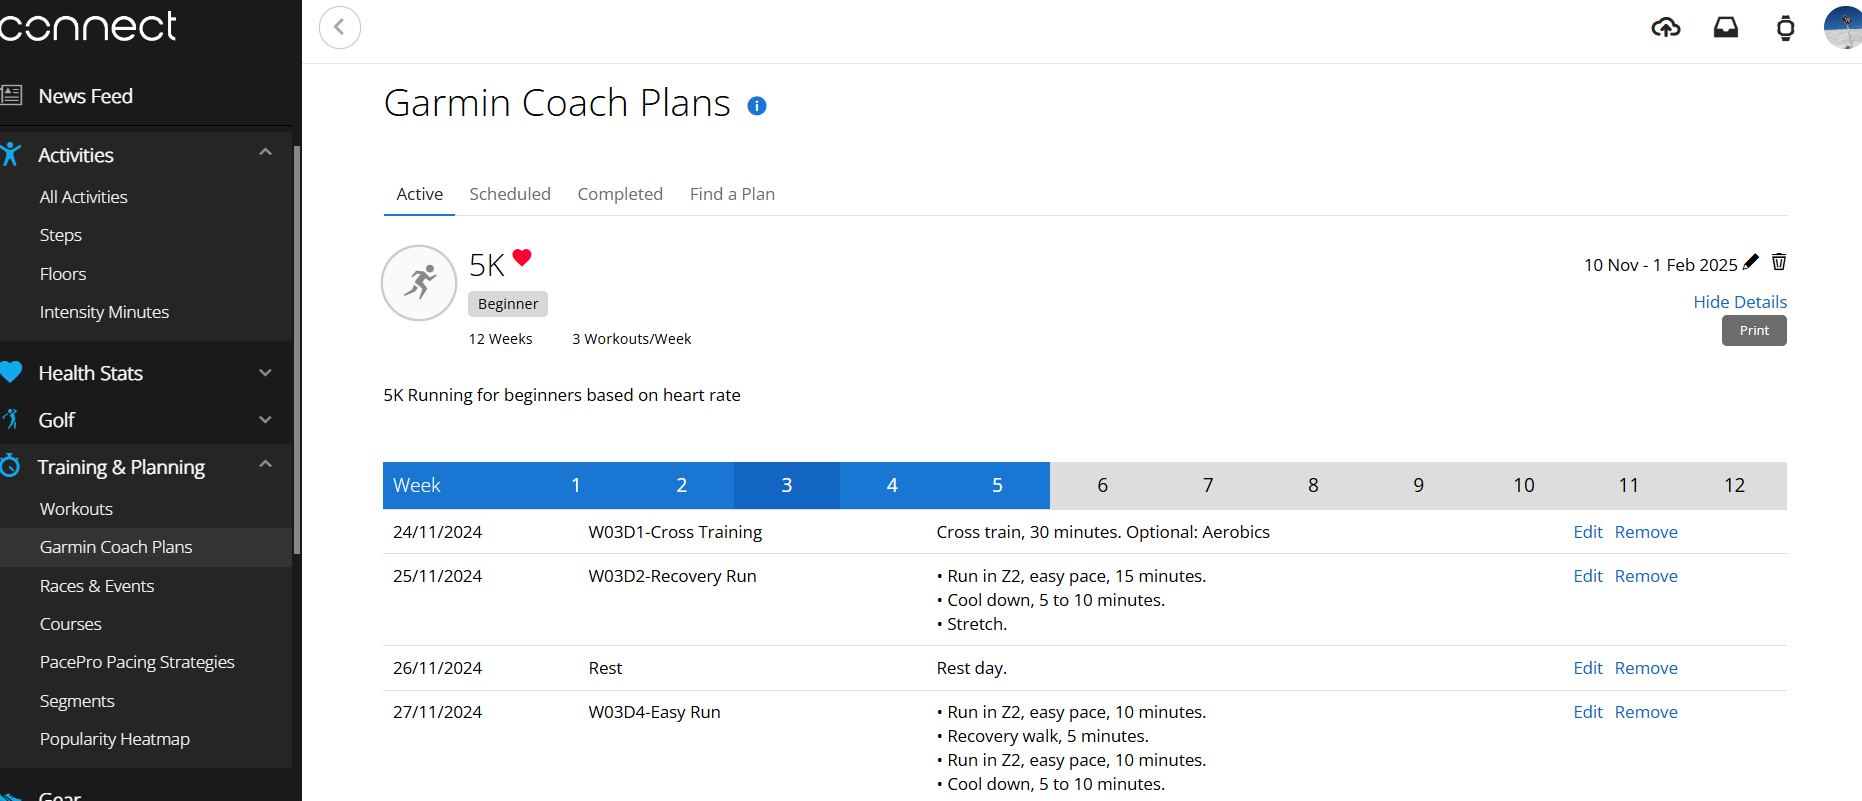 connect
News Feed
Activities
All Activities
Steps
Floors
Intensity Minutes
Health Stats
Golf
Training & Planning
Workouts
Garmin Coach Plans
Races & Events
Courses
PacePro Pacing Strategies
Segments
Popularity Heatmap
Gear
Garmin Coach Plans i
Active Scheduled Completed Find a Plan
5K
10 Nov - 1 Feb 2025
Beginner
Hide Details
12 Weeks 3 Workouts/Week
Print
5K Running for beginners based on heart rate
Week 1 2 3 4 5 6 7 8 9 10 11 12
24/11/2024 W03D1-Cross Training Cross train, 30 minutes. Optional: Aerobics Edit Remove
25/11/2024 W03D2-Recovery Run • Run in Z2, easy pace, 15 minutes. Edit Remove
• Cool down, 5 to 10 minutes.
• Stretch.
26/11/2024 Rest Rest day. Edit Remove
27/11/2024 W03D4-Easy Run • Run in Z2, easy pace, 10 minutes. Edit Remove
• Recovery walk, 5 minutes.
• Run in Z2, easy pace, 10 minutes.
• Cool down, 5 to 10 minutes.